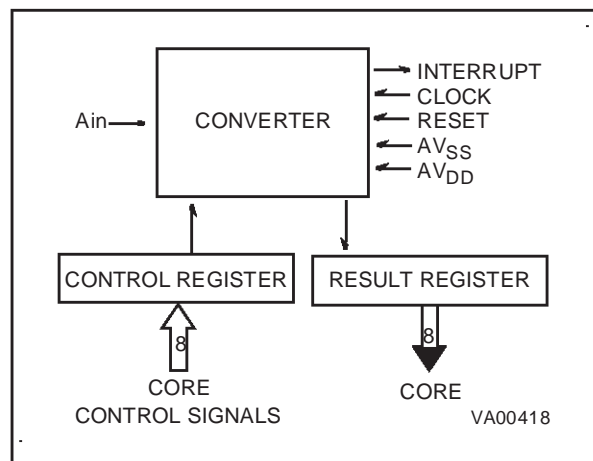 INTERRUPT
CLOCK
Ain
CONVERTER
RESET
AVSS
AVDD
CONTROL REGISTER
RESULT REGISTER
8
8
CORE
CONTROL SIGNALS
CORE
VA00418